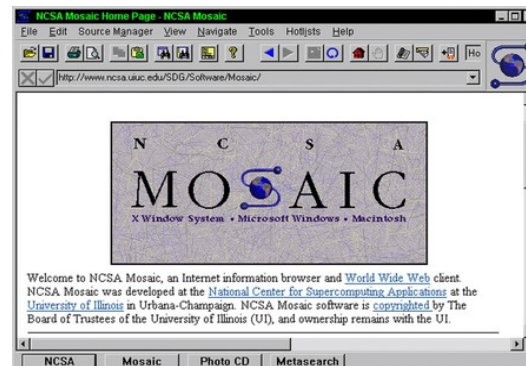 NCSA Mosaic Home Page - NCSA Mosaic
File Edit Source Manager View Navigate Tools Hotlists Help
Ho
http://www.ncsa.uiuc.edu/SDG/Software/Mosaic/
N C S A
MOSAIC
X Window System • Microsoft Windows • Macintosh
Welcome to NCSA Mosaic, an Internet information browser and World Wide Web client.
NCSA Mosaic was developed at the National Center for Supercomputing Applications at the
University of Illinois in Urbana-Champaign. NCSA Mosaic software is copyrighted by The
Board of Trustees of the University of Illinois (UI), and ownership remains with the UI.
NCSA Mosaic Photo CD Metasearch